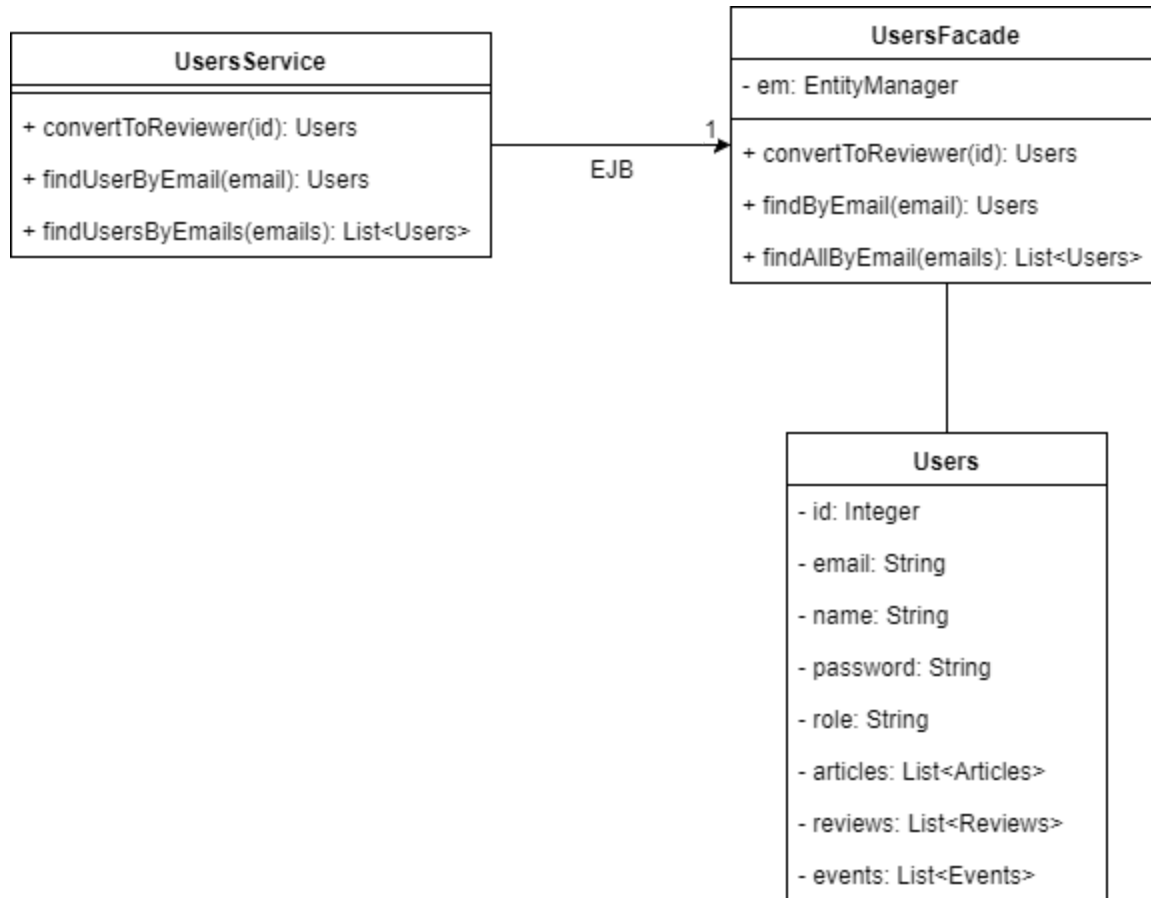 UsersService
+ convertToReviewer(id): Users
+ findUserByEmail(email): Users
+ findUsersByEmails(emails): List<Users>
EJB
1
UsersFacade
- em: EntityManager
+ convertToReviewer(id): Users
+ findByEmail(email): Users
+ findAllByEmail(emails): List<Users>
Users
- id: Integer
- email: String
- name: String
- password: String
- role: String
- articles: List<Articles>
- reviews: List<Reviews>
- events: List<Events>